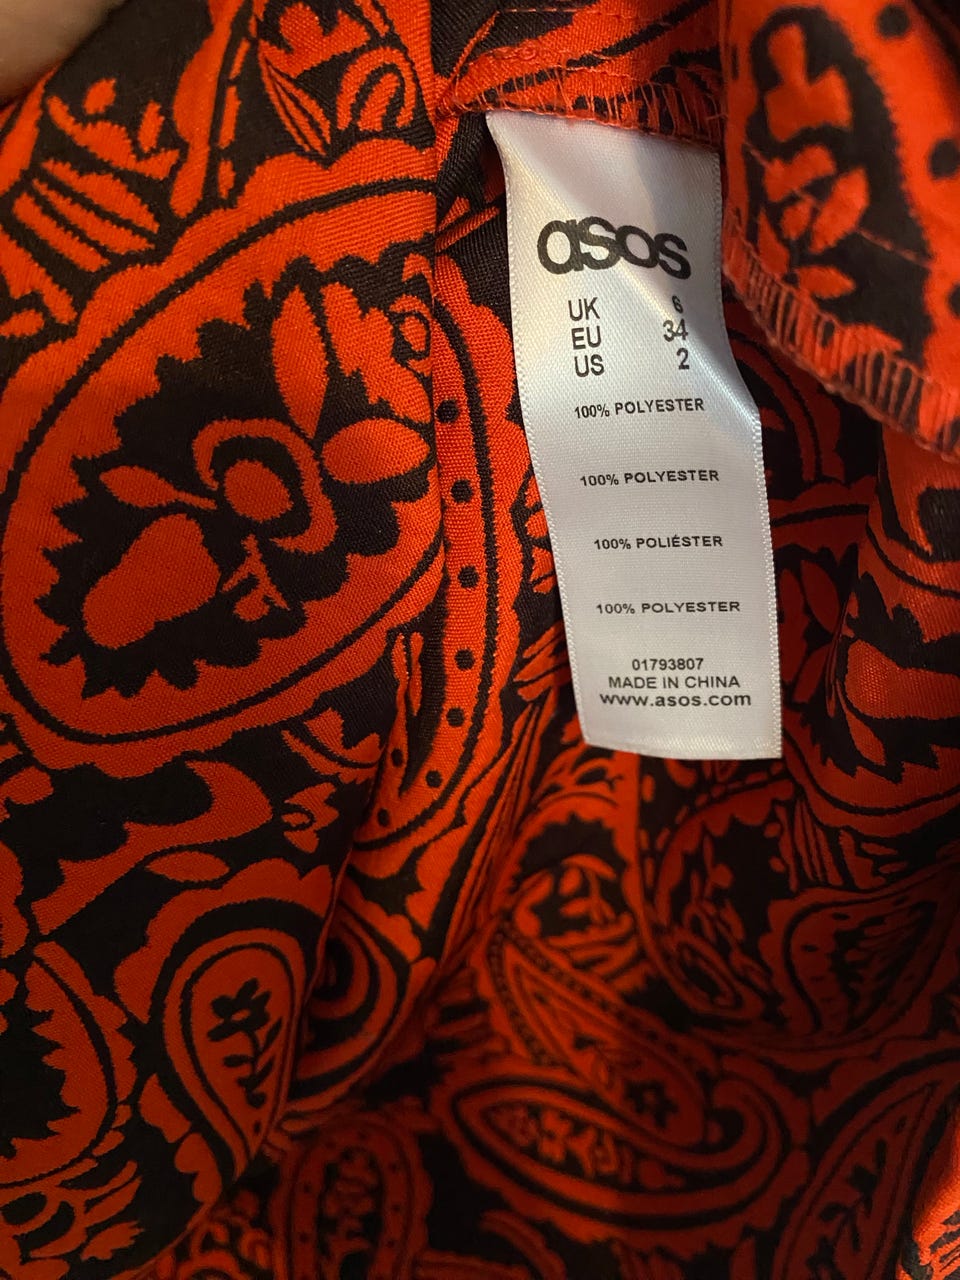 asos
UK 6
EU 34
US 2
100% POLYESTER
100% POLYESTER
100% POLIÉSTER
100% POLYESTER
01793807
MADE IN CHINA
www.asos.com